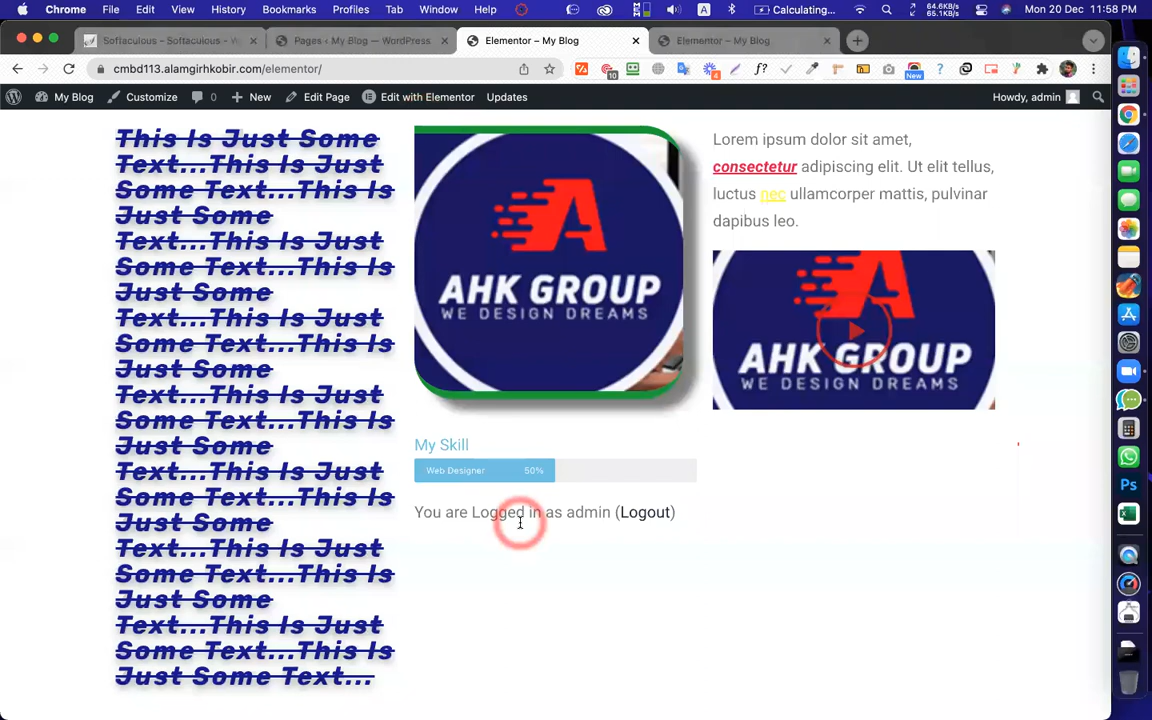 Chrome File Edit View History Bookmarks Profiles Tab Window Help
A Calculating... 64.6KB/s 65.1KB/s Mon 20 Dec 11:58 PM
Softaculous - Softaculous - W
Pages ‹ My Blog — WordPress
Elementor – My Blog
Elementor – My Blog
cmbd113.alamgirhkobir.com/elementor/
10
4
f?
New
?
My Blog Customize 0 New Edit Page Edit with Elementor Updates Howdy, admin
This Is Just Some
Text...This Is Just
Some Text...This Is
Just Some
Text...This Is Just
Some Text...This Is
Just Some
Text...This Is Just
Some Text...This Is
Just Some
Text...This Is Just
Some Text...This Is
Just Some
Text...This Is Just
Some Text...This Is
Just Some
Text...This Is Just
Some Text...This Is
Just Some
Text...This Is Just
Some Text...This Is
Just Some Text...
AHK GROUP
WE DESIGN DREAMS
My Skill
Web Designer 50%
You are Logged in as admin (Logout)
Lorem ipsum dolor sit amet,
consectetur adipiscing elit. Ut elit tellus,
luctus nec ullamcorper mattis, pulvinar
dapibus leo.
AHK GROUP
WE DESIGN DREAMS
Ps